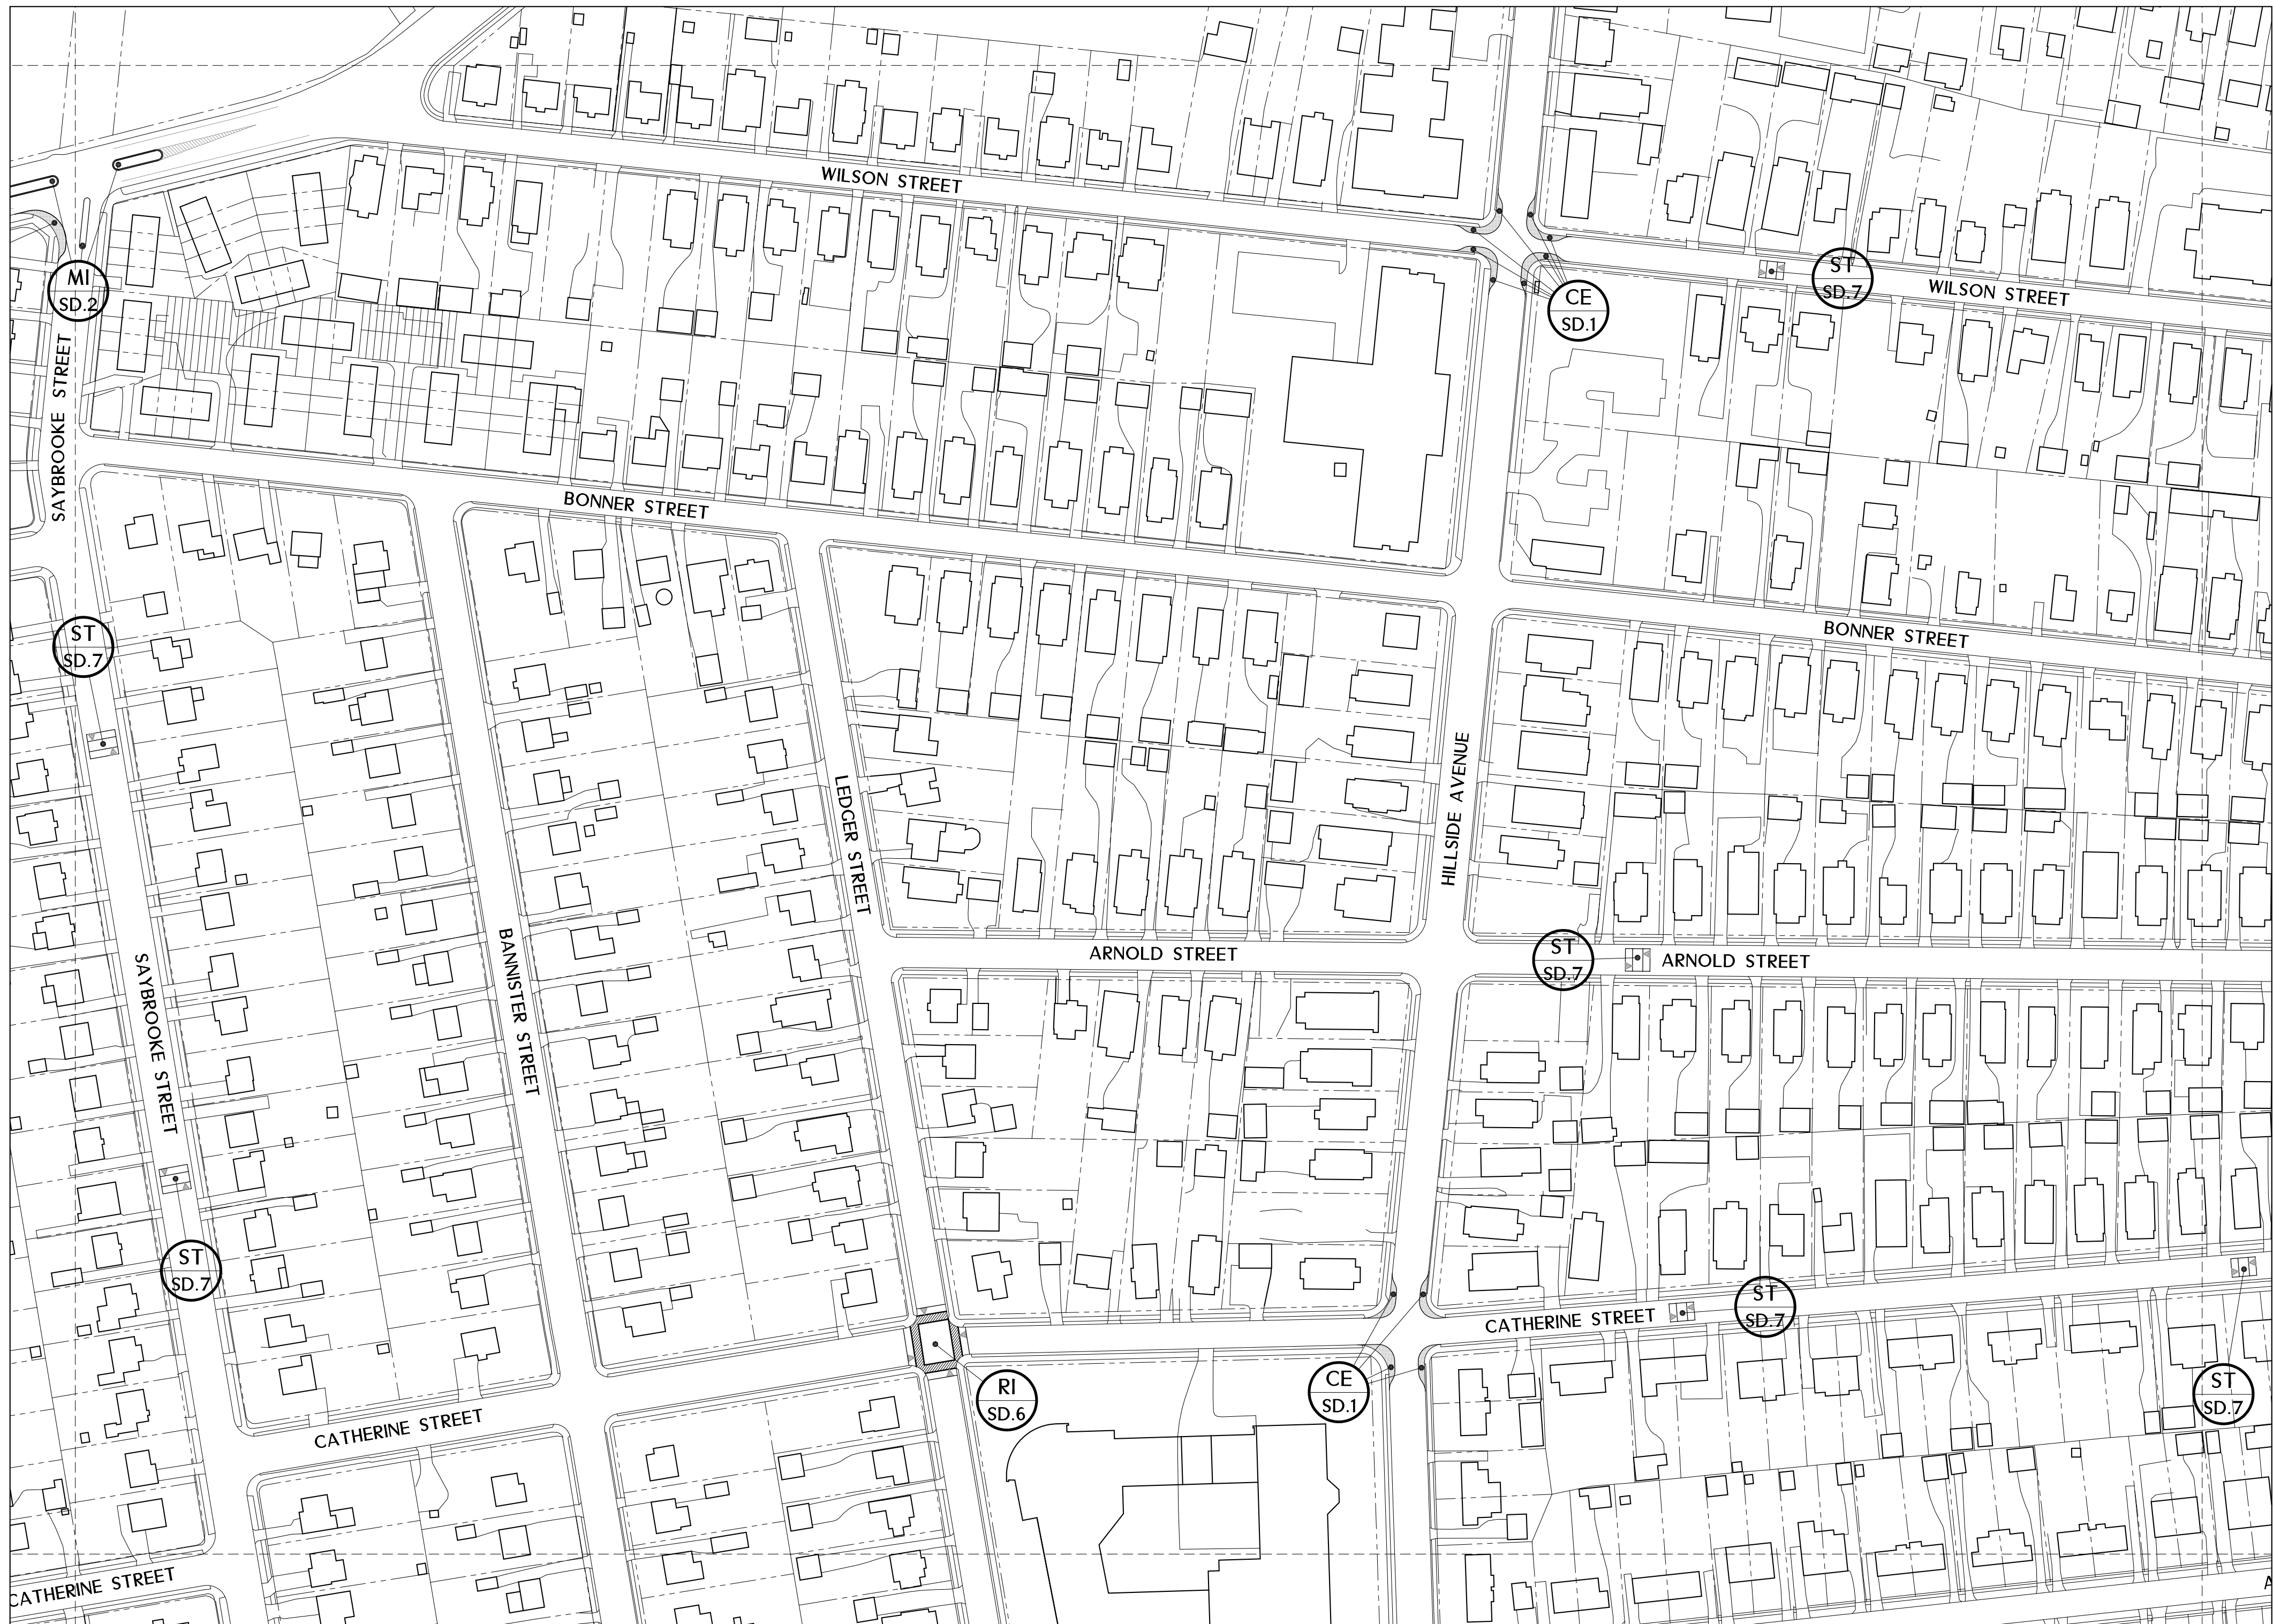 WILSON STREET
MI
SD.2
ST
SD.7
WILSON STREET
CE
SD.1
SAYBROOKE STREET
BONNER STREET
ST
SD.7
BONNER STREET
HILLSIDE AVENUE
LEDGER STREET
BANNISTER STREET
SAYBROOKE STREET
ARNOLD STREET
ST
SD.7
ARNOLD STREET
ST
SD.7
CATHERINE STREET
ST
SD.7
RI
SD.6
CE
SD.1
ST
SD.7
CATHERINE STREET
CATHERINE STREET